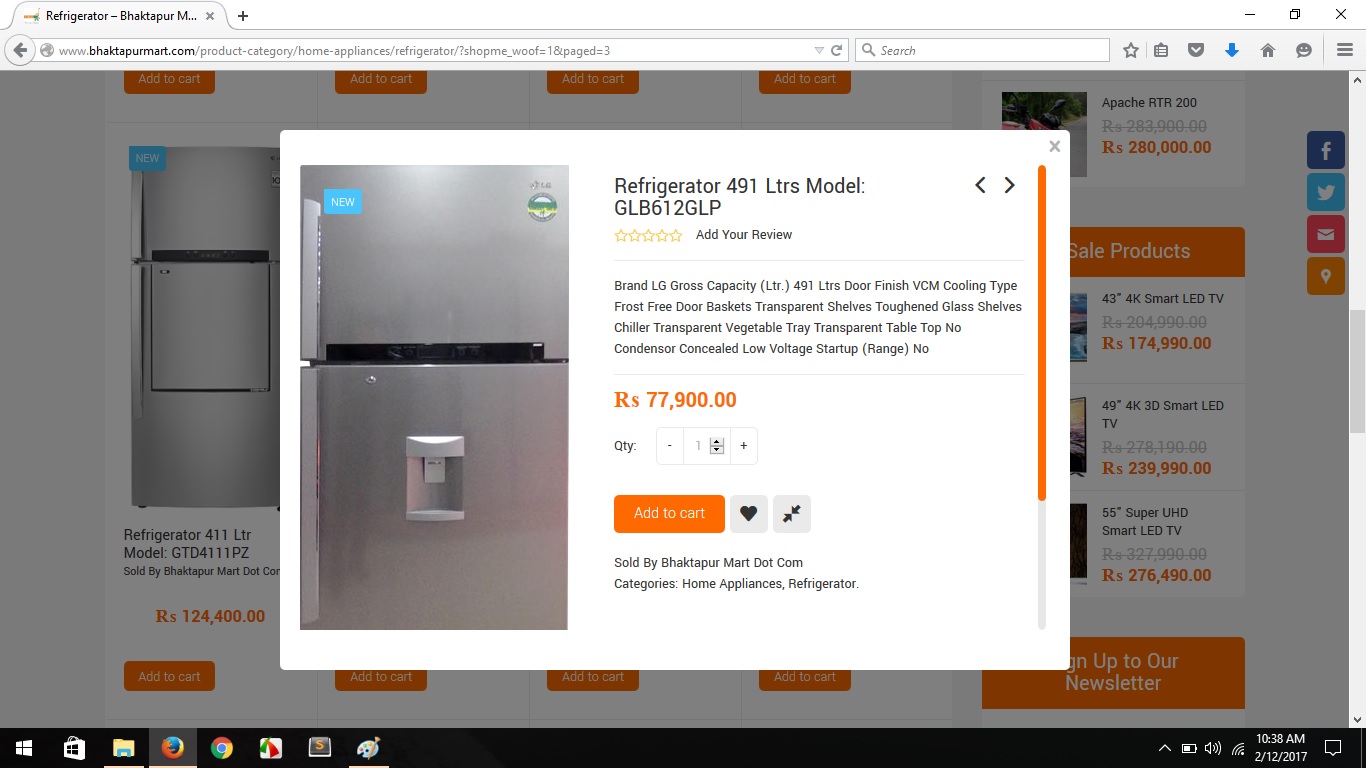 Refrigerator – Bhaktapur M...
www.bhaktapurmart.com/product-category/home-appliances/refrigerator/?shopme_woof=1&paged=3
Search
Add to cart
Add to cart
Add to cart
Add to cart
Apache RTR 200
Rs 283,900.00
Rs 280,000.00
NEW
Refrigerator 411 Ltr
Model: GTD4111PZ
Sold By Bhaktapur Mart Dot Com
Rs 124,400.00
NEW
LG
Refrigerator 491 Ltrs Model:
GLB612GLP
Add Your Review
Brand LG Gross Capacity (Ltr.) 491 Ltrs Door Finish VCM Cooling Type
Frost Free Door Baskets Transparent Shelves Toughened Glass Shelves
Chiller Transparent Vegetable Tray Transparent Table Top No
Condensor Concealed Low Voltage Startup (Range) No
Rs 77,900.00
Qty: - 1 +
Add to cart
Sold By Bhaktapur Mart Dot Com
Categories: Home Appliances, Refrigerator.
Sale Products
43" 4K Smart LED TV
Rs 204,990.00
Rs 174,990.00
49" 4K 3D Smart LED
TV
Rs 278,190.00
Rs 239,990.00
55" Super UHD
Smart LED TV
Rs 327,990.00
Rs 276,490.00
gn Up to Our
Newsletter
Add to cart
Add to cart
Add to cart
Add to cart
10:38 AM
2/12/2017